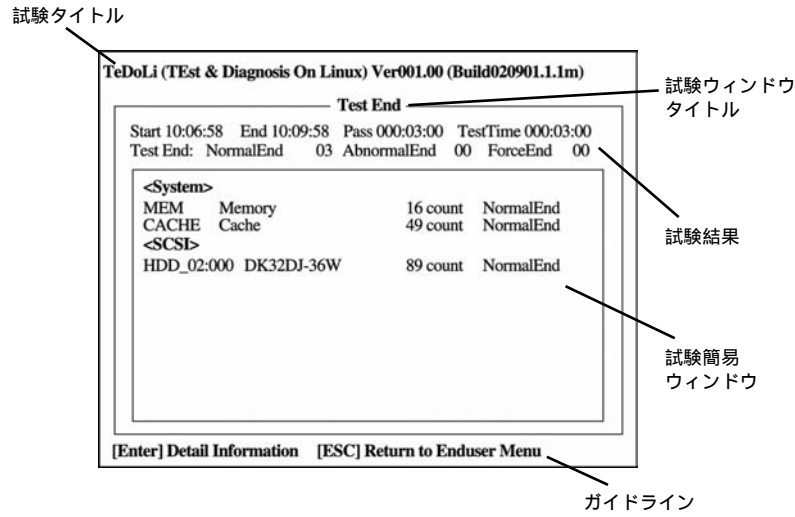 試験タイトル
TeDoLi (TEst & Diagnosis On Linux) Ver001.00 (Build020901.1.1m)
試験ウィンドウ
タイトル
Test End
Start 10:06:58 End 10:09:58 Pass 000:03:00 TestTime 000:03:00
Test End: NormalEnd 03 AbnormalEnd 00 ForceEnd 00
試験結果
<System>
MEM Memory 16 count NormalEnd
CACHE Cache 49 count NormalEnd
<SCSI>
HDD_02:000 DK32DJ-36W 89 count NormalEnd
試験簡易
ウィンドウ
[Enter] Detail Information [ESC] Return to Enduser Menu
ガイドライン